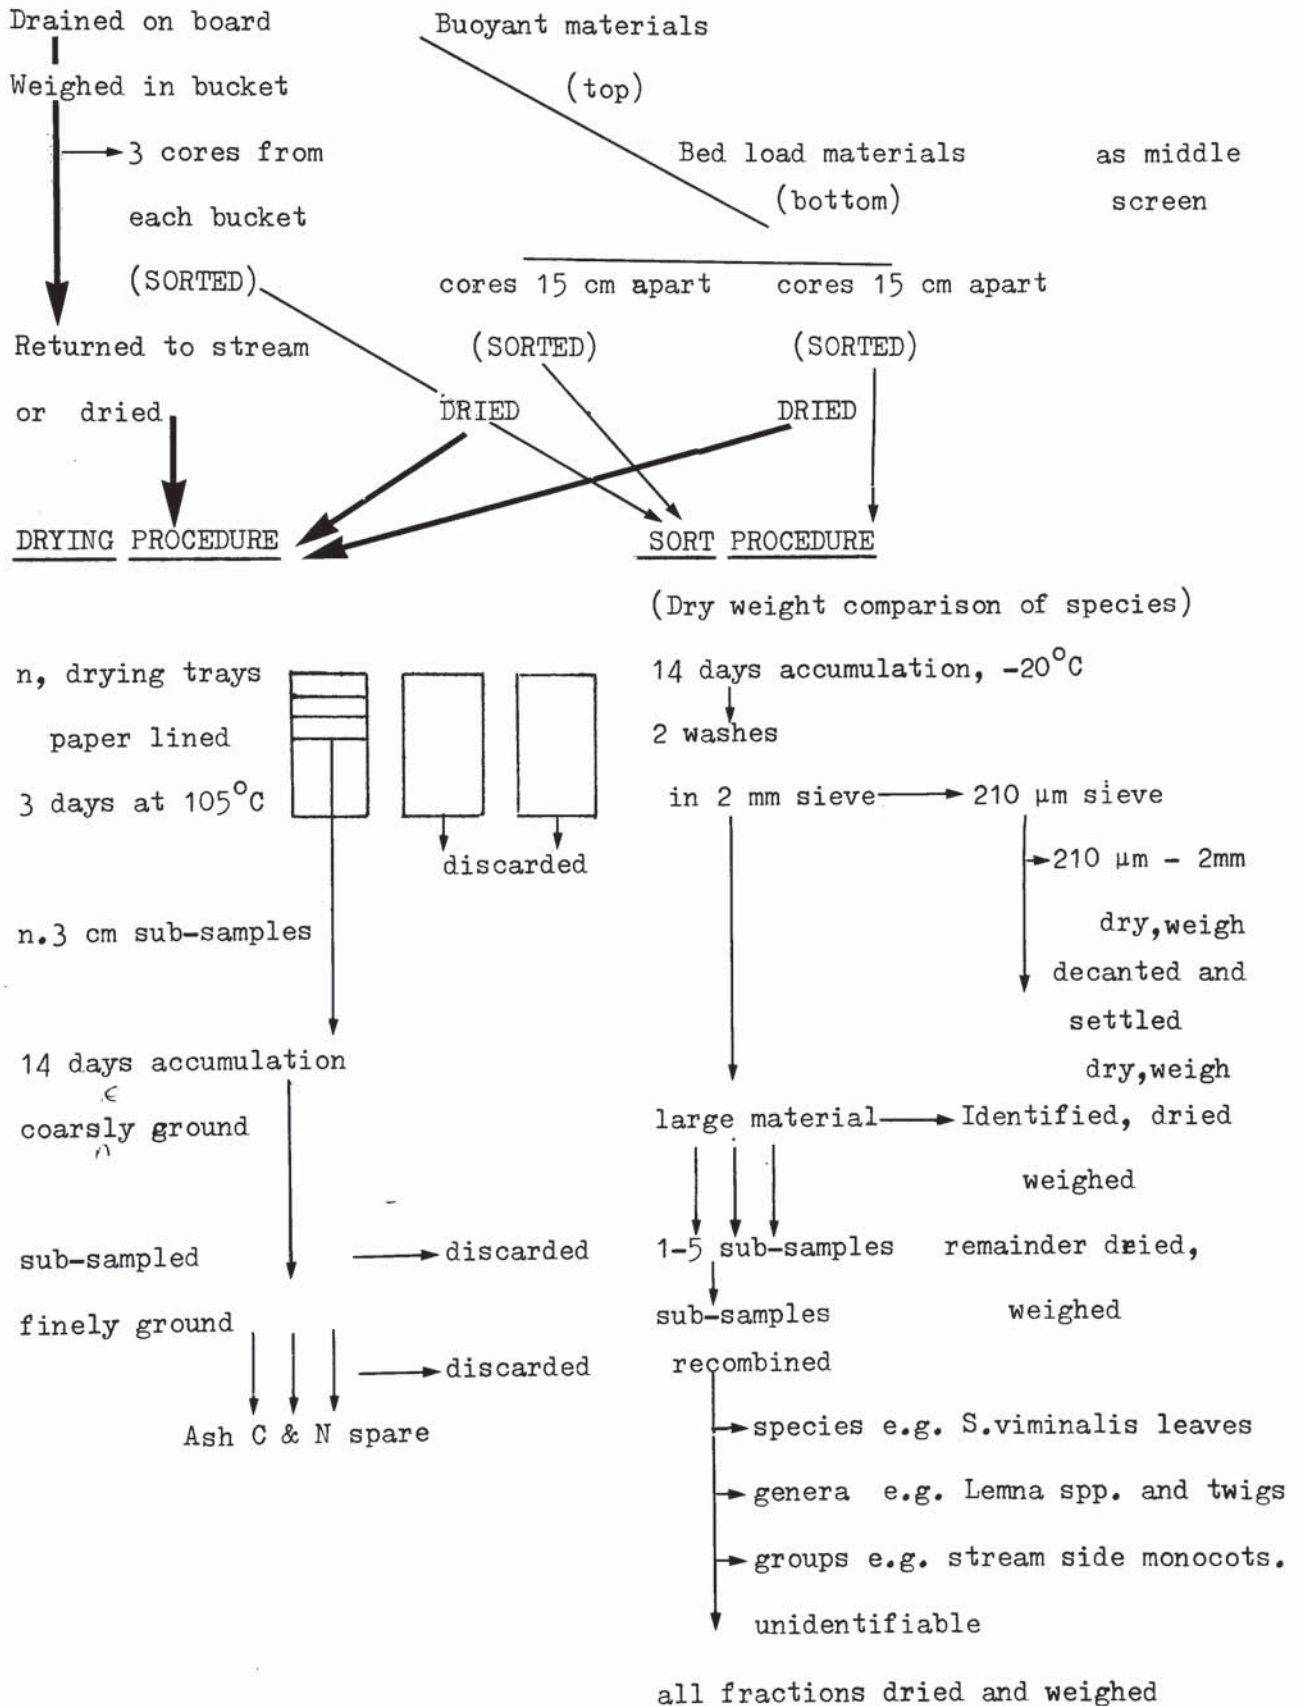 Drained on board
Buoyant materials
Weighed in bucket
(top)
3 cores from
Bed load materials
as middle
(bottom)
screen
each bucket
(SORTED)
cores 15 cm apart
cores 15 cm apart
Returned to stream
(SORTED)
(SORTED)
or dried
DRIED
DRIED
DRYING PROCEDURE
SORT PROCEDURE
(Dry weight comparison of species)
n, drying trays
14 days accumulation, -20°C
paper lined
2 washes
3 days at 105°C
in 2 mm sieve
210 µm sieve
discarded
210 µm - 2mm
n.3 cm sub-samples
dry,weigh
decanted and
settled
14 days accumulation
dry,weigh
e
coarsly ground
large material
Identified, dried
weighed
sub-sampled
discarded
1-5 sub-samples
remainder dried,
finely ground
sub-samples
weighed
discarded
recombined
Ash C & N spare
species e.g. S.viminalis leaves
genera e.g. Lemna spp. and twigs
groups e.g. stream side monocots.
unidentifiable
all fractions dried and weighed